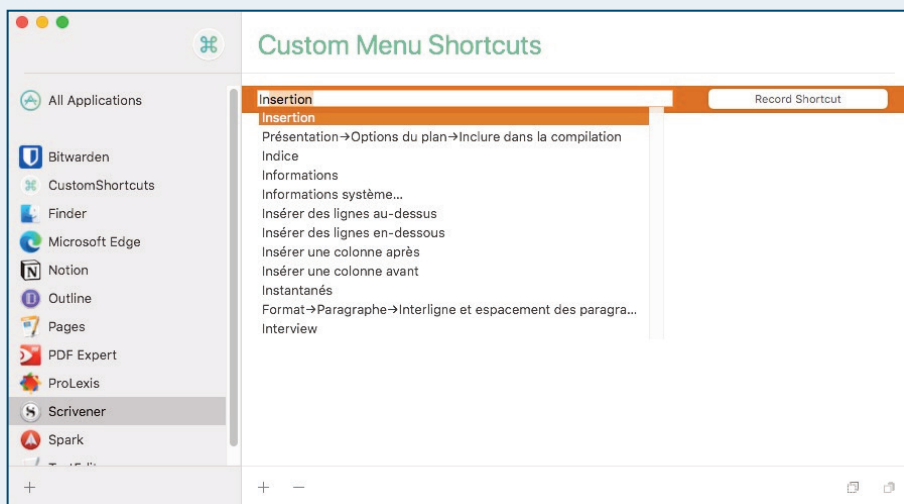 Custom Menu Shortcuts
All Applications
Bitwarden
CustomShortcuts
Finder
Microsoft Edge
Notion
Outline
Pages
PDF Expert
ProLexis
Scrivener
Spark
Insertion
Record Shortcut
Insertion
Présentation→Options du plan→Inclure dans la compilation
Indice
Informations
Informations système...
Insérer des lignes au-dessus
Insérer des lignes en-dessous
Insérer une colonne après
Insérer une colonne avant
Instantanés
Format→Paragraphe→Interligne et espacement des paragra...
Interview